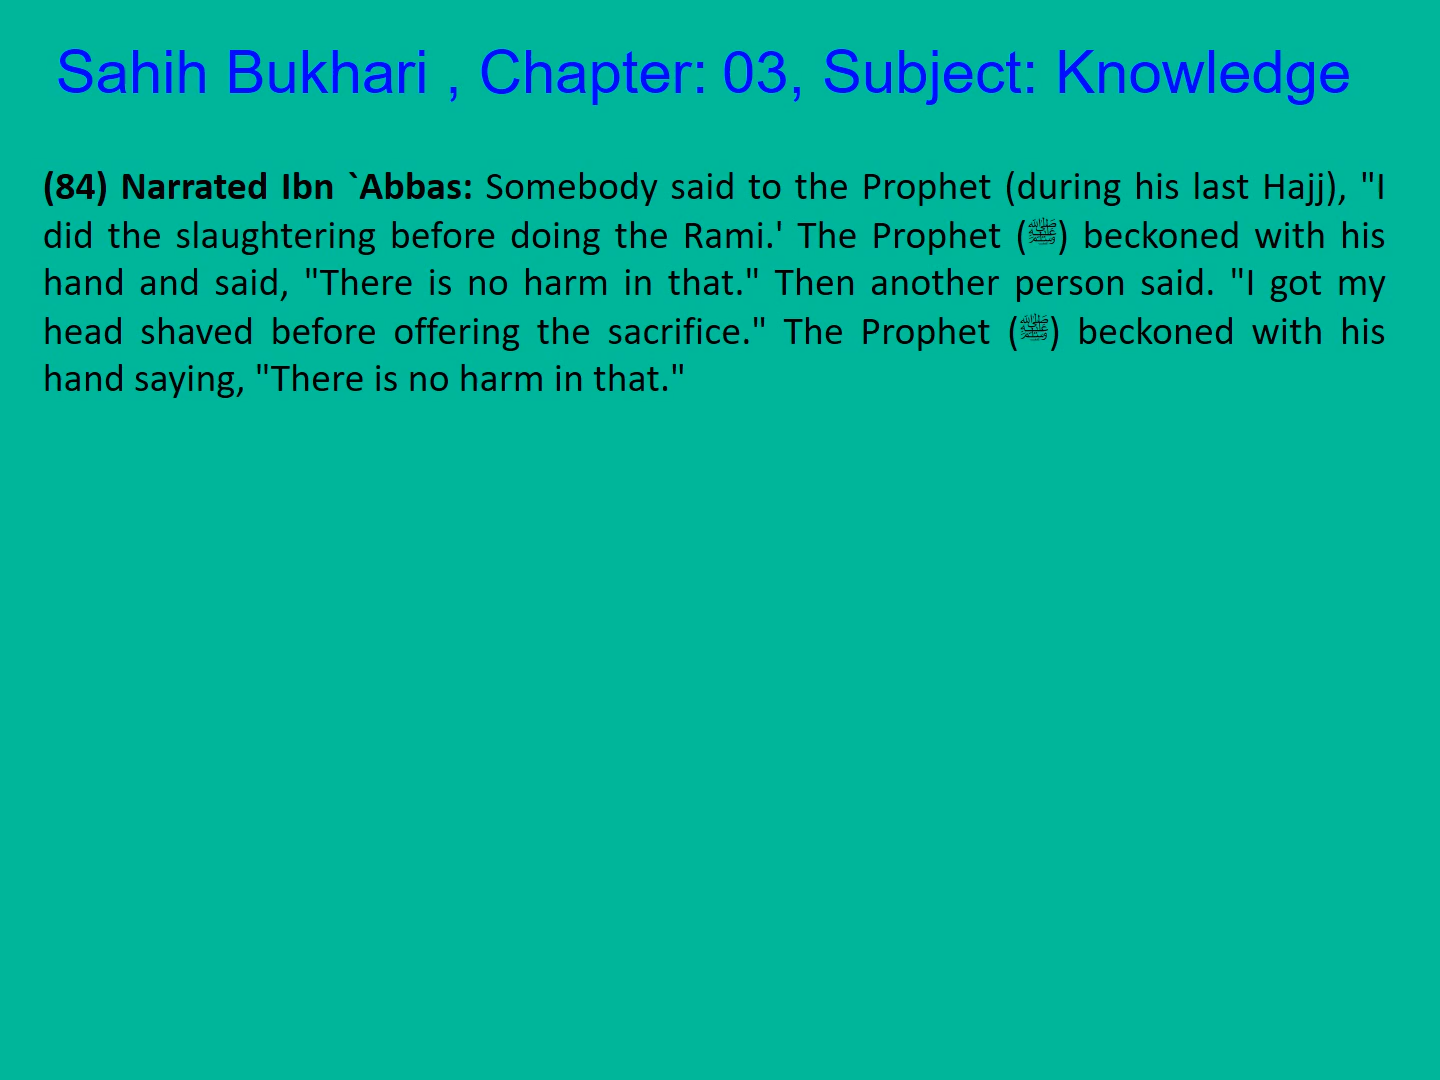 Sahih Bukhari , Chapter: 03, Subject: Knowledge
(84) Narrated Ibn `Abbas: Somebody said to the Prophet (during his last Hajj), "I
did the slaughtering before doing the Rami.' The Prophet (ﷺ) beckoned with his
hand and said, "There is no harm in that." Then another person said. "I got my
head shaved before offering the sacrifice." The Prophet (ﷺ) beckoned with his
hand saying, "There is no harm in that."